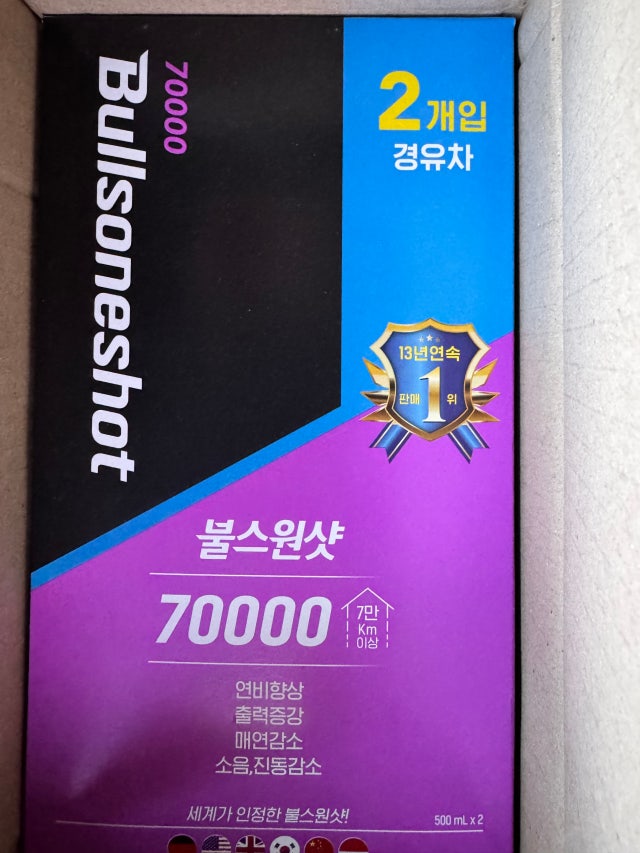 70000
Bullsoneshot
2개입
경유차
13년연속
판매 1 위
불스원샷
70000
7만
Km
이상
연비향상
출력증강
매연감소
소음,진동감소
세계가 인정한 불스원샷!
500 mL x 2